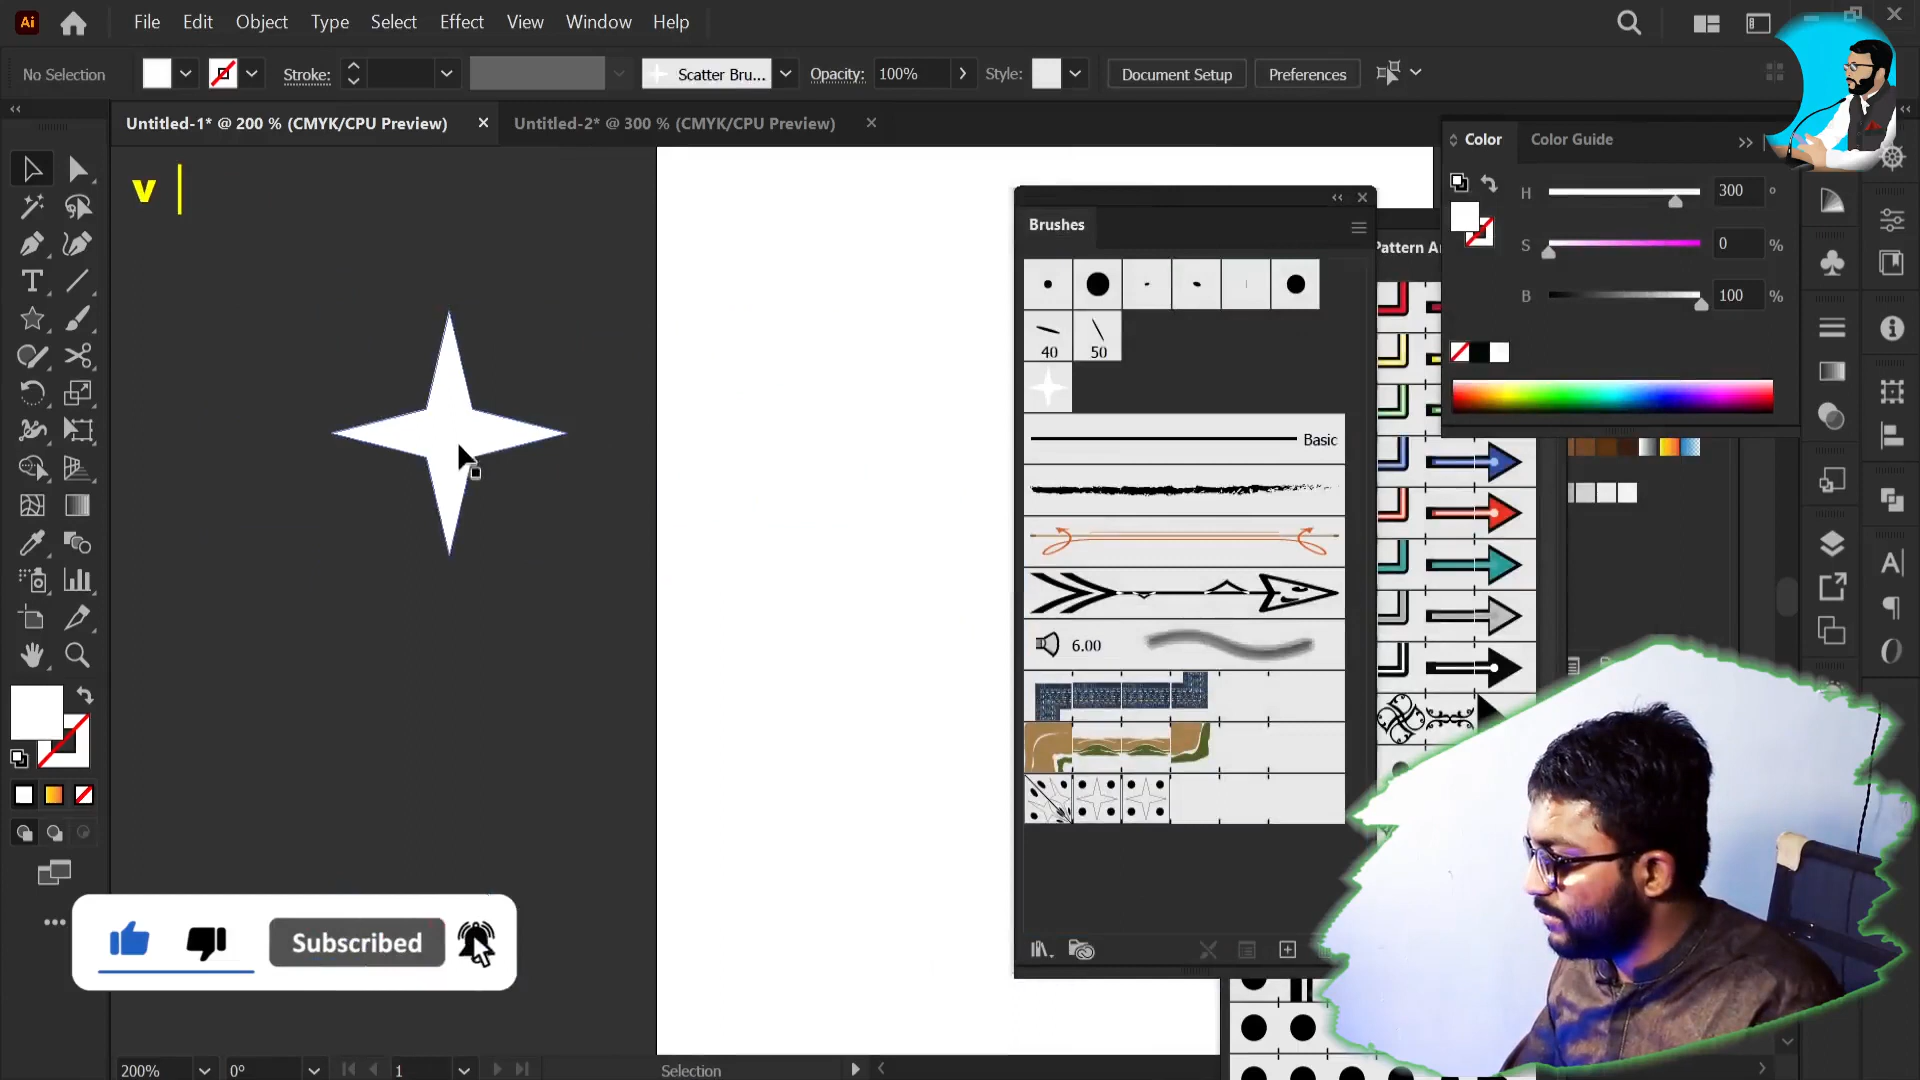 Ai File Edit Object Type Select Effect View Window Help
No Selection Stroke: Scatter Bru... Opacity: 100% Style: Document Setup Preferences
Untitled-1* @ 200 % (CMYK/CPU Preview) Untitled-2* @ 300 % (CMYK/CPU Preview)
Color Color Guide
v
H 300 °
S 0 %
B 100 %
Brushes
Pattern Ar
40 50
Basic
6.00
Subscribed
200% 0° 1 Selection